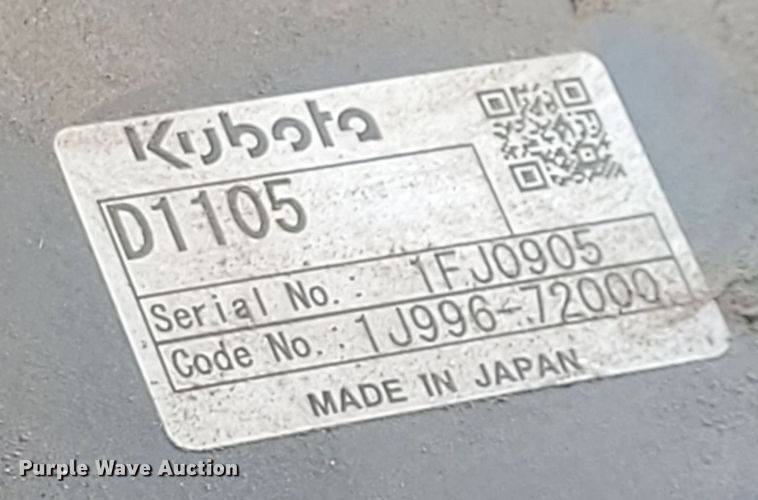 Kubota
D1105
Serial No.: 1FJ0905
Code No.: 1J996-72000
MADE IN JAPAN
Purple Wave Auction